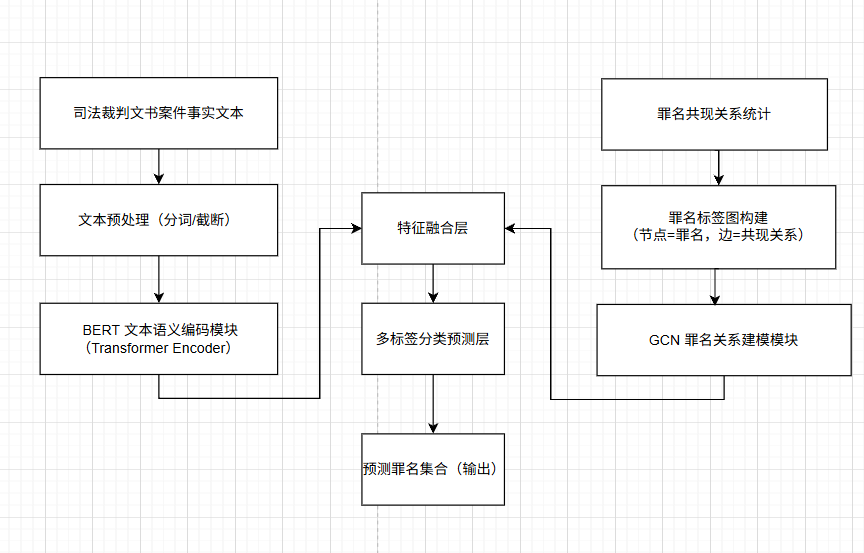 司法裁判文书案件事实文本
文本预处理（分词/截断）
BERT 文本语义编码模块
（Transformer Encoder）
特征融合层
多标签分类预测层
预测罪名集合（输出）
罪名共现关系统计
罪名标签图构建
（节点=罪名，边=共现关系）
GCN 罪名关系建模模块